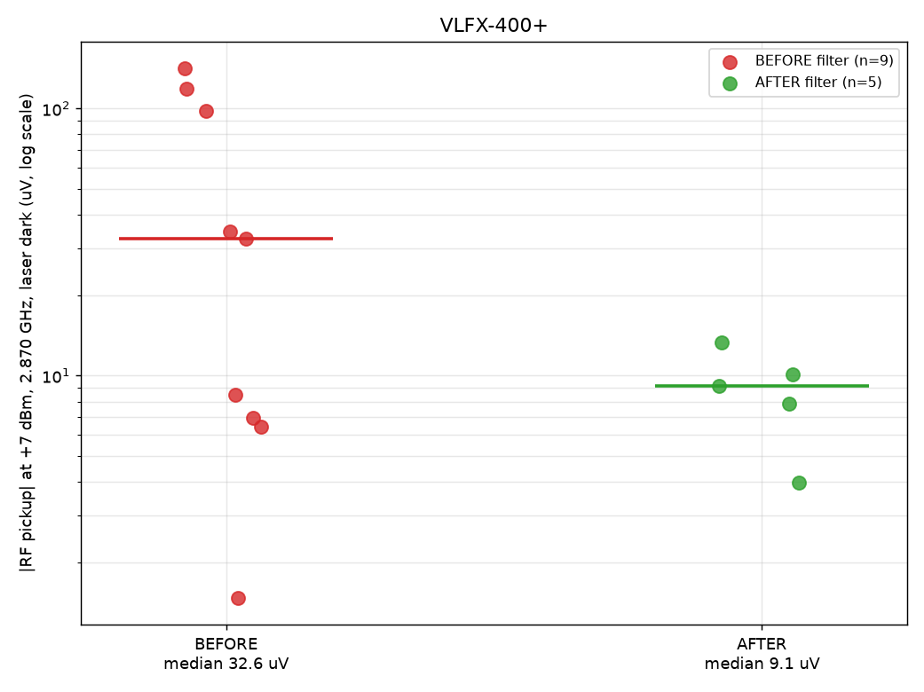 VLFX-400+
BEFORE filter (n=9)
AFTER filter (n=5)
|RF pickup| at +7 dBm, 2.870 GHz, laser dark (uV, log scale)
10²
10¹
BEFORE
median 32.6 uV
AFTER
median 9.1 uV